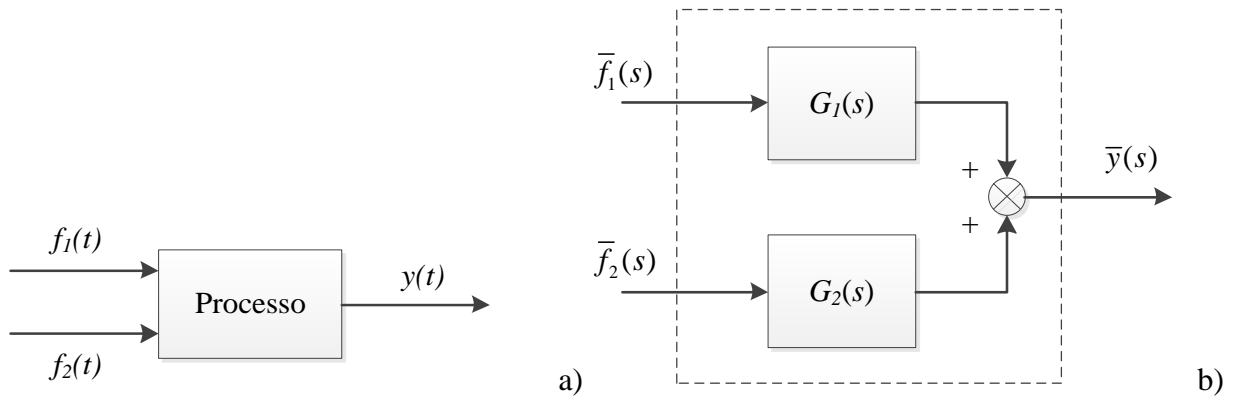 f1(t)
Processo
y(t)
f2(t)
a)
f̅1(s)
G1(s)
y̅(s)
+
+
f̅2(s)
G2(s)
b)